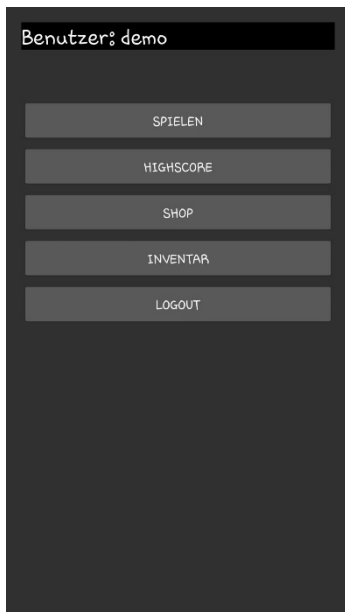 Benutzer: demo
SPIELEN
HIGHSCORE
SHOP
INVENTAR
LOGOUT